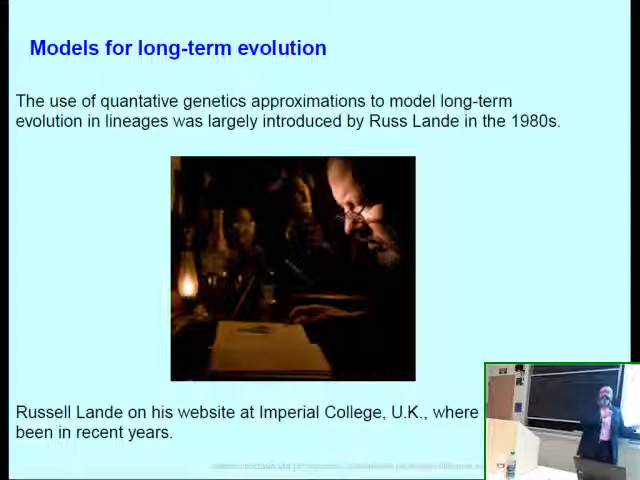 Models for long-term evolution
The use of quantative genetics approximations to model long-term
evolution in lineages was largely introduced by Russ Lande in the 1980s.
Russell Lande on his website at Imperial College, U.K., where
been in recent years.